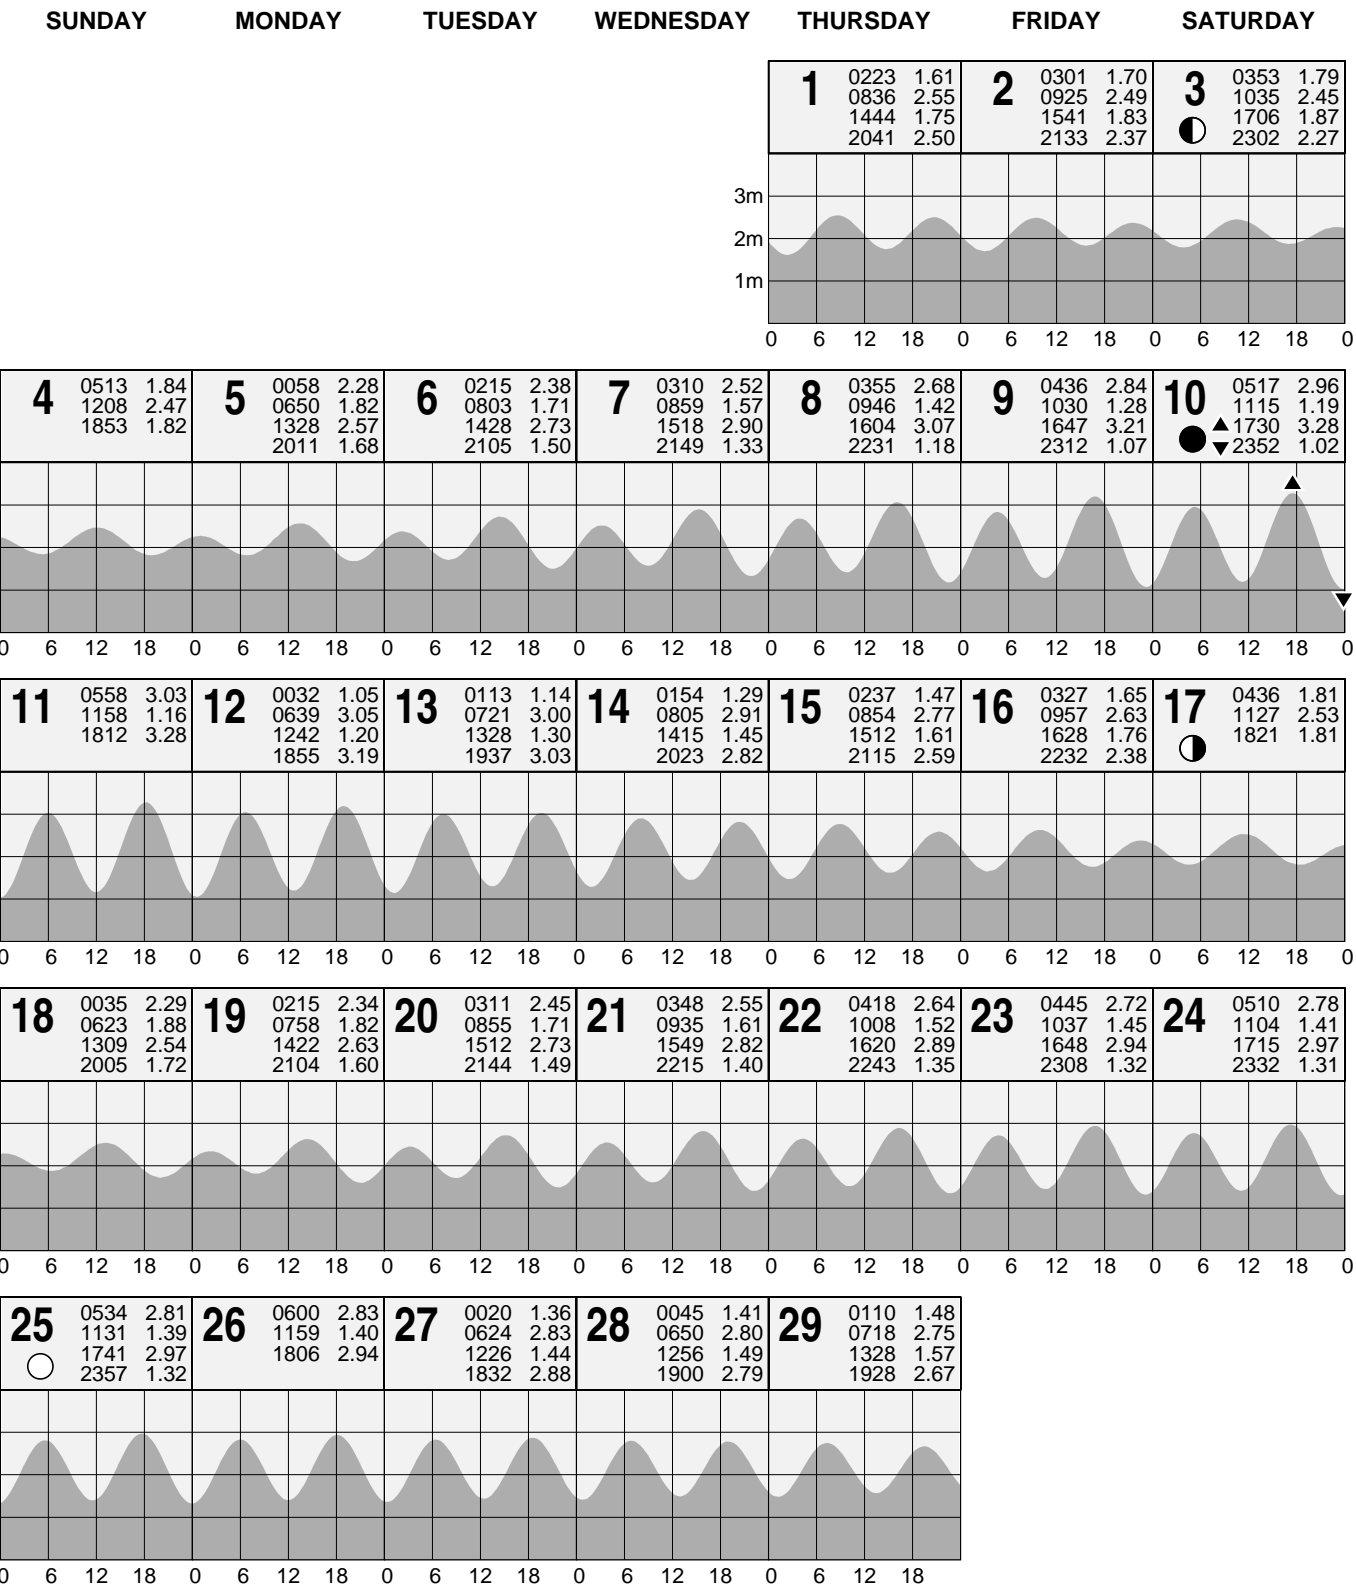 SUNDAY MONDAY TUESDAY WEDNESDAY THURSDAY FRIDAY SATURDAY
1 0223 1.61 2 0301 1.70 3 0353 1.79
0836 2.55 0925 2.49 1035 2.45
1444 1.75 1541 1.83 1706 1.87
2041 2.50 2133 2.37 2302 2.27
3m
2m
1m
0 6 12 18 0 6 12 18 0 6 12 18 0
4 0513 1.84 5 0058 2.28 6 0215 2.38 7 0310 2.52 8 0355 2.68 9 0436 2.84 10 0517 2.96
1208 2.47 0650 1.82 0803 1.71 0859 1.57 0946 1.42 1030 1.28 1115 1.19
1853 1.82 1328 2.57 1428 2.73 1518 2.90 1604 3.07 1647 3.21 1730 3.28
2011 1.68 2105 1.50 2149 1.33 2231 1.18 2312 1.07 2352 1.02
0 6 12 18 0 6 12 18 0 6 12 18 0 6 12 18 0 6 12 18 0 6 12 18 0 6 12 18 0
11 0558 3.03 12 0032 1.05 13 0113 1.14 14 0154 1.29 15 0237 1.47 16 0327 1.65 17 0436 1.81
1158 1.16 0639 3.05 0721 3.00 0805 2.91 0854 2.77 0957 2.63 1127 2.53
1812 3.28 1242 1.20 1328 1.30 1415 1.45 1512 1.61 1628 1.76 1821 1.81
1855 3.19 1937 3.03 2023 2.82 2115 2.59 2232 2.38
0 6 12 18 0 6 12 18 0 6 12 18 0 6 12 18 0 6 12 18 0 6 12 18 0 6 12 18 0
18 0035 2.29 19 0215 2.34 20 0311 2.45 21 0348 2.55 22 0418 2.64 23 0445 2.72 24 0510 2.78
0623 1.88 0758 1.82 0855 1.71 0935 1.61 1008 1.52 1037 1.45 1104 1.41
1309 2.54 1422 2.63 1512 2.73 1549 2.82 1620 2.89 1648 2.94 1715 2.97
2005 1.72 2104 1.60 2144 1.49 2215 1.40 2243 1.35 2308 1.32 2332 1.31
0 6 12 18 0 6 12 18 0 6 12 18 0 6 12 18 0 6 12 18 0 6 12 18 0 6 12 18 0
25 0534 2.81 26 0600 2.83 27 0020 1.36 28 0045 1.41 29 0110 1.48
1131 1.39 1159 1.40 0624 2.83 0650 2.80 0718 2.75
1741 2.97 1806 2.94 1226 1.44 1256 1.49 1328 1.57
2357 1.32 1832 2.88 1900 2.79 1928 2.67
0 6 12 18 0 6 12 18 0 6 12 18 0 6 12 18 0 6 12 18